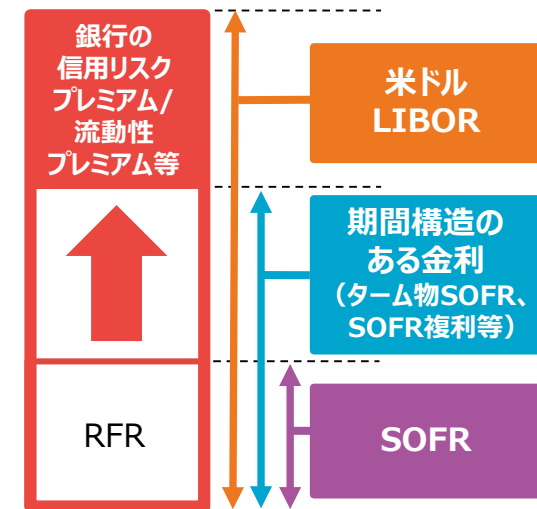 銀行の
信用リスク
プレミアム/
流動性
プレミアム等
RFR
米ドル
LIBOR
期間構造の
ある金利
（ターム物SOFR、
SOFR複利等）
SOFR